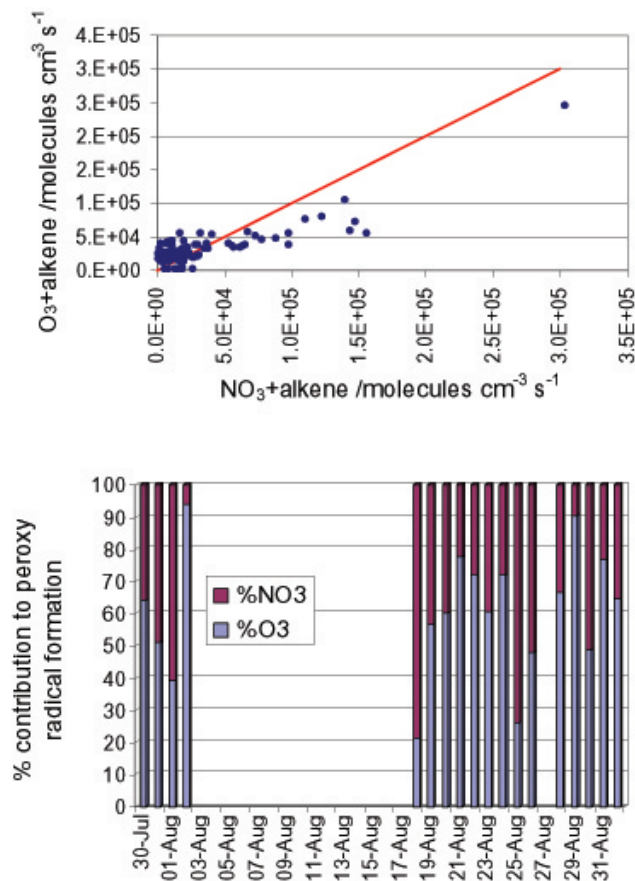 O3+alkene /molecules cm-3 s-1
4.E+05
3.E+05
3.E+05
2.E+05
2.E+05
1.E+05
5.E+04
0.E+00
0.0E+00
5.0E+04
1.0E+05
1.5E+05
2.0E+05
2.5E+05
3.0E+05
3.5E+05
NO3+alkene /molecules cm-3 s-1
% contribution to peroxy
radical formation
100
90
80
70
60
50
40
30
20
10
0
%NO3
%O3
30-Jul
01-Aug
03-Aug
05-Aug
07-Aug
09-Aug
11-Aug
13-Aug
15-Aug
17-Aug
19-Aug
21-Aug
23-Aug
25-Aug
27-Aug
29-Aug
31-Aug